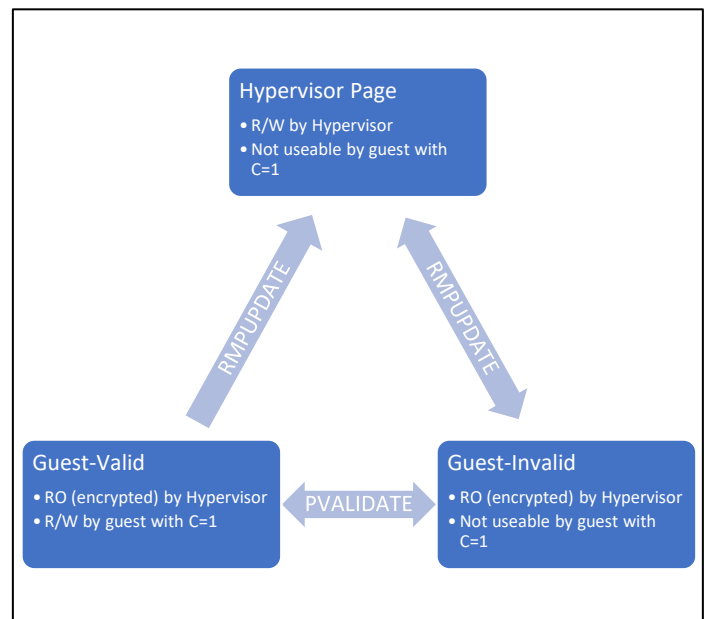 Hypervisor Page
• R/W by Hypervisor
• Not useable by guest with
C=1
RMPUPDATE
RMPUPDATE
Guest-Valid
• RO (encrypted) by Hypervisor
• R/W by guest with C=1
PVALIDATE
Guest-Invalid
• RO (encrypted) by Hypervisor
• Not useable by guest with
C=1